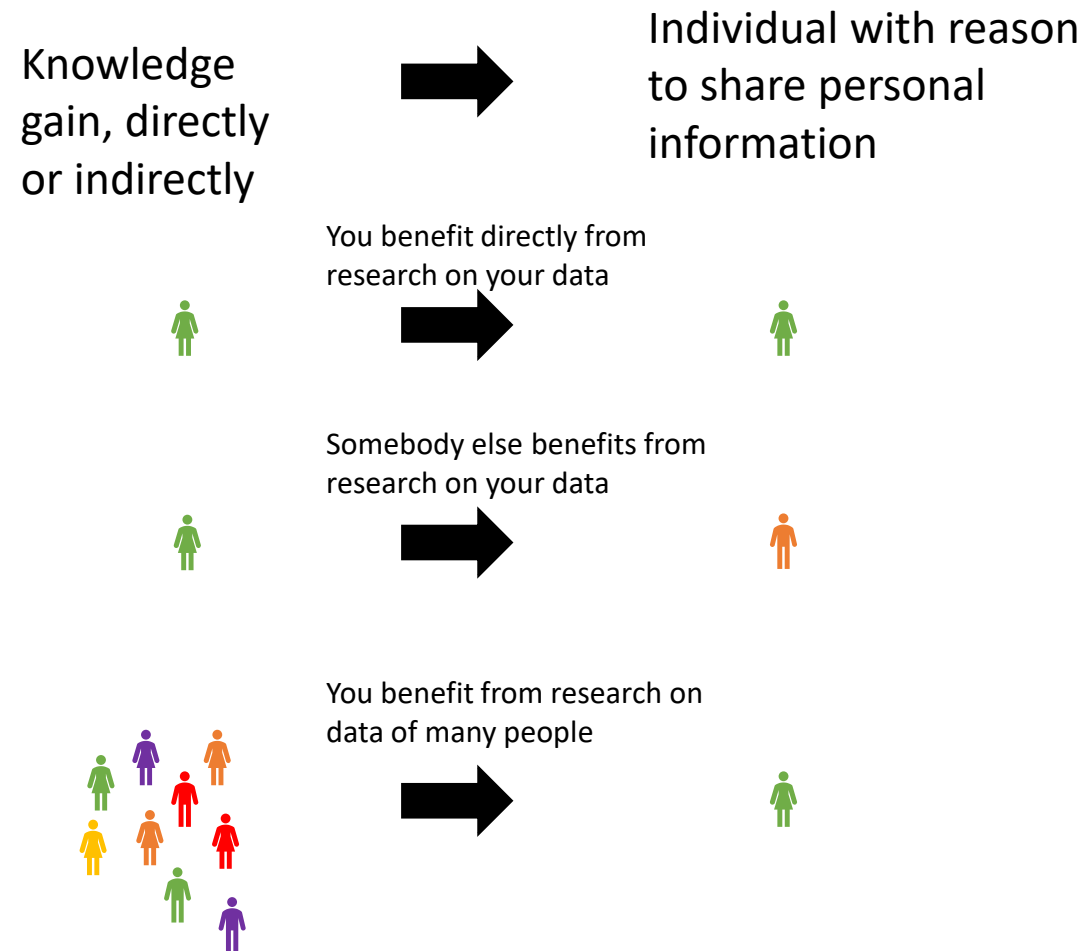 Knowledge
gain, directly
or indirectly
Individual with reason
to share personal
information
You benefit directly from
research on your data
Somebody else benefits from
research on your data
You benefit from research on
data of many people